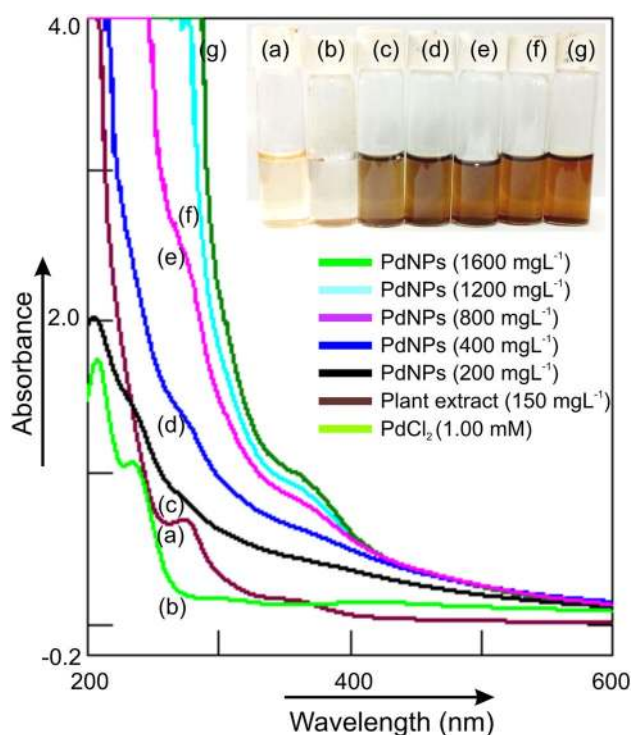 4.0
(g) (a) (b) (c) (d) (e) (f) (g)
(f)
(e)
PdNPs (1600 mgL⁻¹)
PdNPs (1200 mgL⁻¹)
PdNPs (800 mgL⁻¹)
PdNPs (400 mgL⁻¹)
PdNPs (200 mgL⁻¹)
Plant extract (150 mgL⁻¹)
PdCl₂ (1.00 mM)
2.0
Absorbance
(d)
(c)
(a)
(b)
-0.2
200 400 600
Wavelength (nm)